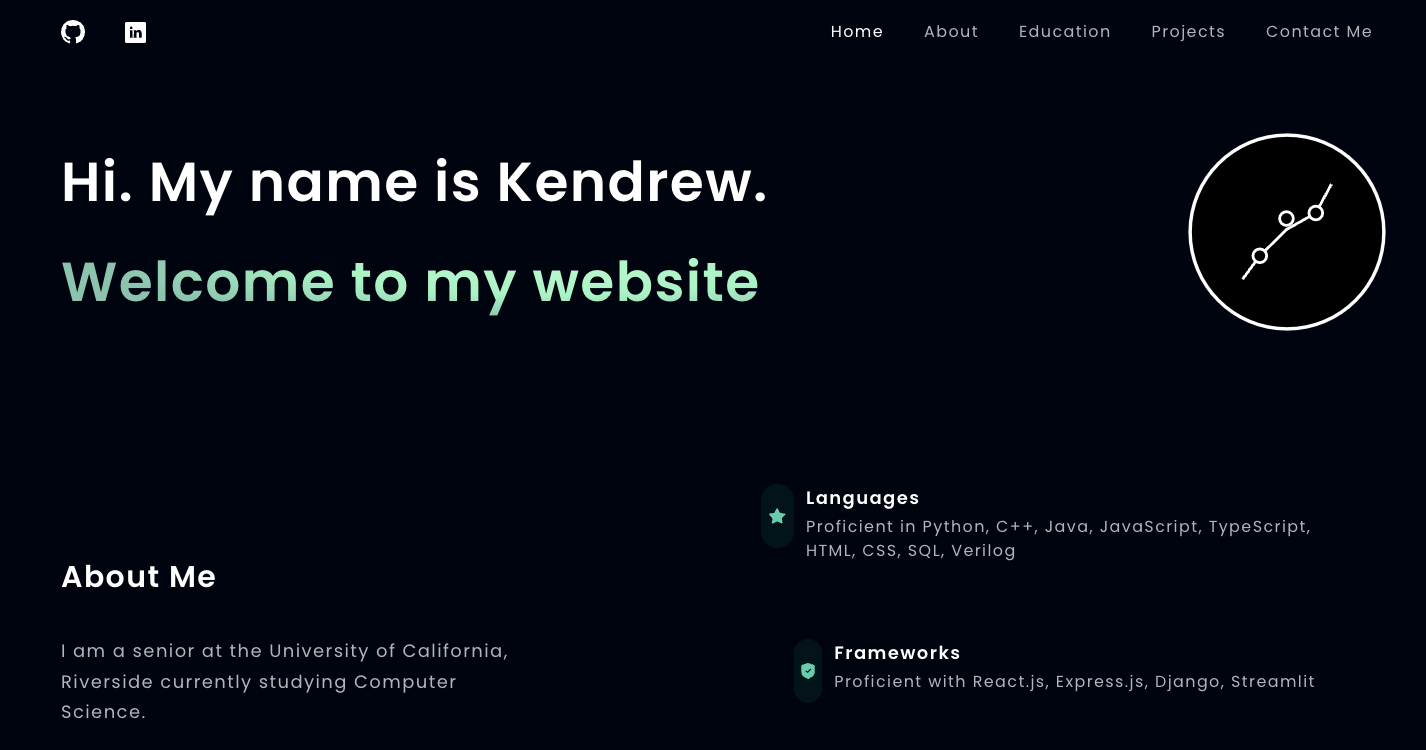 Home About Education Projects Contact Me
Hi. My name is Kendrew.
Welcome to my website
About Me
I am a senior at the University of California,
Riverside currently studying Computer
Science.
Languages
Proficient in Python, C++, Java, JavaScript, TypeScript,
HTML, CSS, SQL, Verilog
Frameworks
Proficient with React.js, Express.js, Django, Streamlit